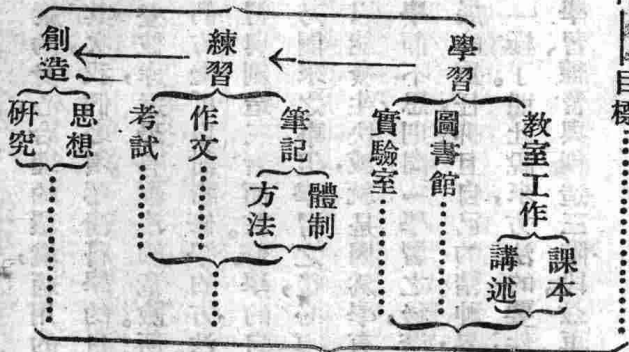 目標
學習
教室工作
課本
講述
圖書館
實驗室
練習
筆記
體制
方法
作文
考試
創造
思想
研究